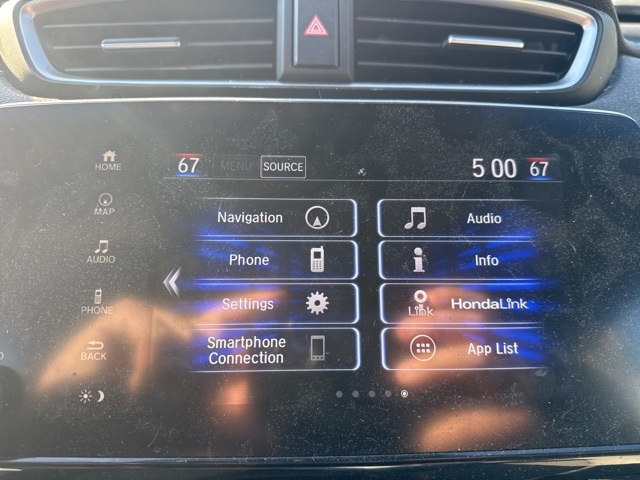 HOME
67 MENU SOURCE 5 00 67
MAP
Navigation Audio
AUDIO
Phone Info
Settings Link HondaLink
PHONE
Smartphone
Connection App List
BACK